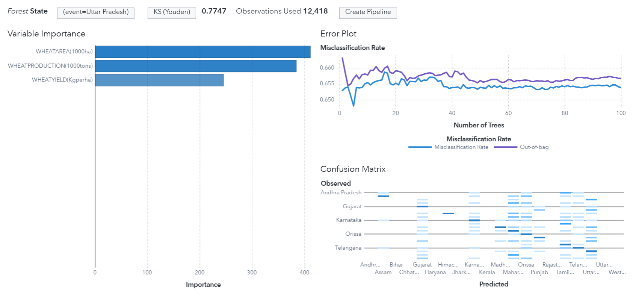 Forest State (event=Uttar Pradesh) KS (Youden) 0.7747 Observations Used 12,418 Create Pipeline
Variable Importance
WHEATAREA(1000ha)
WHEATPRODUCTION(1000tons)
WHEATYIELD(Kgperha)
0 100 200 300 400
Importance
Error Plot
Misclassification Rate
0.660
0.655
0.650
0 20 40 60 80 100
Number of Trees
Misclassification Rate
Misclassification Rate Out-of-bag
Confusion Matrix
Observed
Andhra Pradesh
Gujarat
Karnataka
Orissa
Telangana
Andhr... Bihar Gujarat Himac... Karna... Madh... Orissa Rajast... Telan... Uttar...
Assam Chhat... Haryana Jhark... Kerala Mahar... Punjab Tamil... Uttar... West...
Predicted